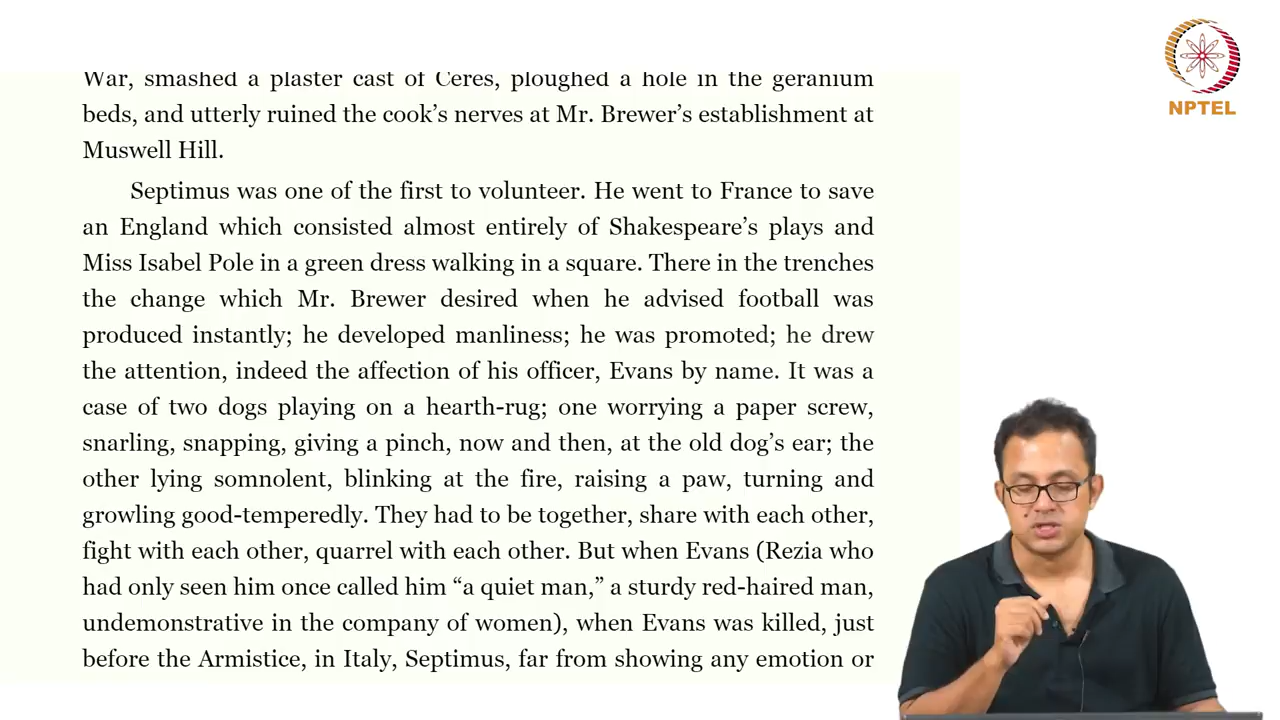 War, smashed a plaster cast of Ceres, ploughed a hole in the geranium
beds, and utterly ruined the cook’s nerves at Mr. Brewer’s establishment at
Muswell Hill.
Septimus was one of the first to volunteer. He went to France to save
an England which consisted almost entirely of Shakespeare’s plays and
Miss Isabel Pole in a green dress walking in a square. There in the trenches
the change which Mr. Brewer desired when he advised football was
produced instantly; he developed manliness; he was promoted; he drew
the attention, indeed the affection of his officer, Evans by name. It was a
case of two dogs playing on a hearth-rug; one worrying a paper screw,
snarling, snapping, giving a pinch, now and then, at the old dog’s ear; the
other lying somnolent, blinking at the fire, raising a paw, turning and
growling good-temperedly. They had to be together, share with each other,
fight with each other, quarrel with each other. But when Evans (Rezia who
had only seen him once called him “a quiet man,” a sturdy red-haired man,
undemonstrative in the company of women), when Evans was killed, just
before the Armistice, in Italy, Septimus, far from showing any emotion or
NPTEL